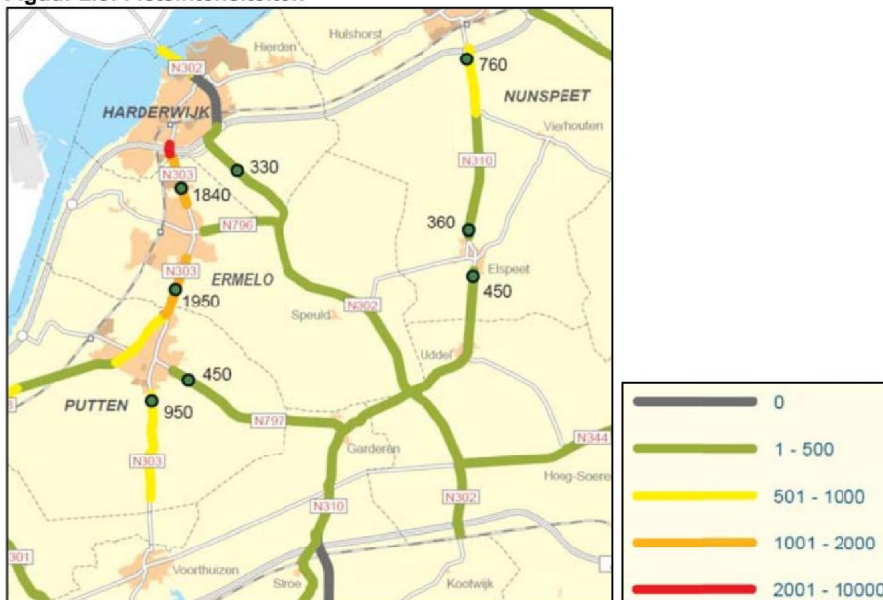 Hierden
Hulshorst
N302
760
HARDERWIJK
NUNSPEET
Vierhouten
330
N310
N303
1840
360
N796
N303
ERMELO
Elspeet
1950
450
Speuld
N302
Uddel
450
PUTTEN
950
N797
Garderen
N344
N303
Hoog-Soere
N310
N302
301
Voorthuizen
Stroe
Kootwijk
0
1 - 500
501 - 1000
1001 - 2000
2001 - 10000